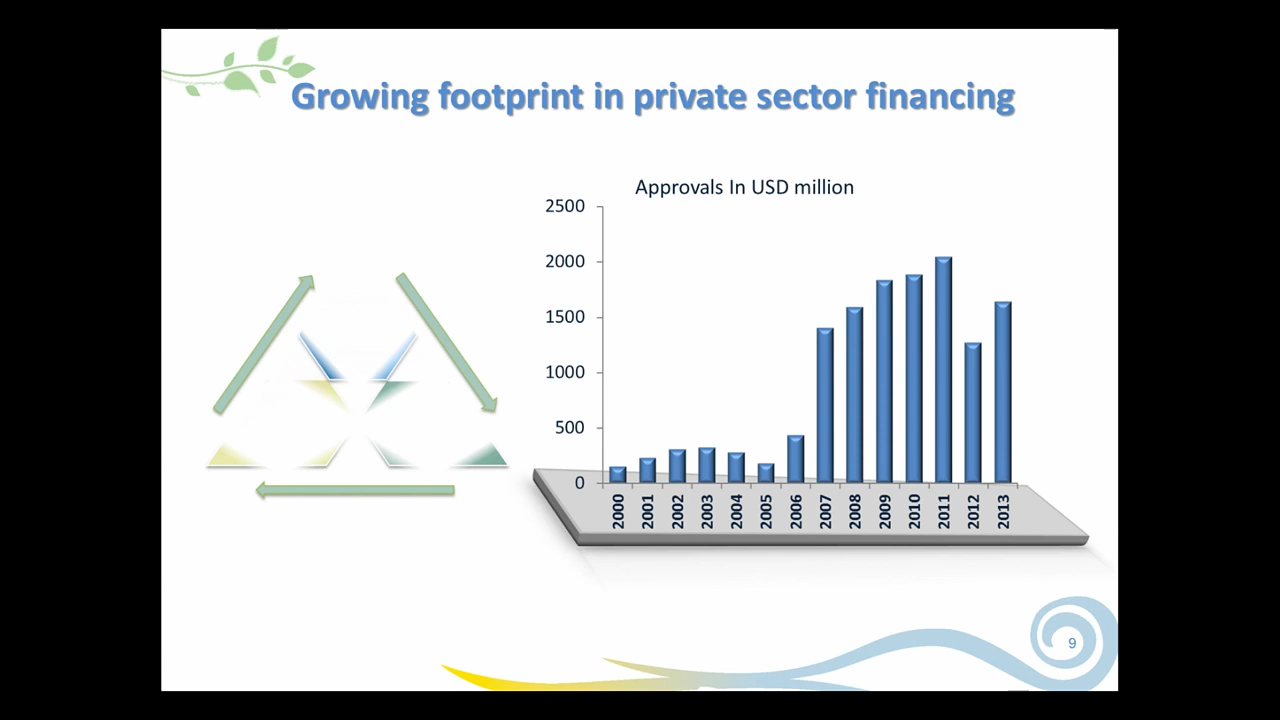 Growing footprint in private sector financing
Approvals In USD million
2500
2000
1500
1000
500
0
2000 2001 2002 2003 2004 2005 2006 2007 2008 2009 2010 2011 2012 2013
9